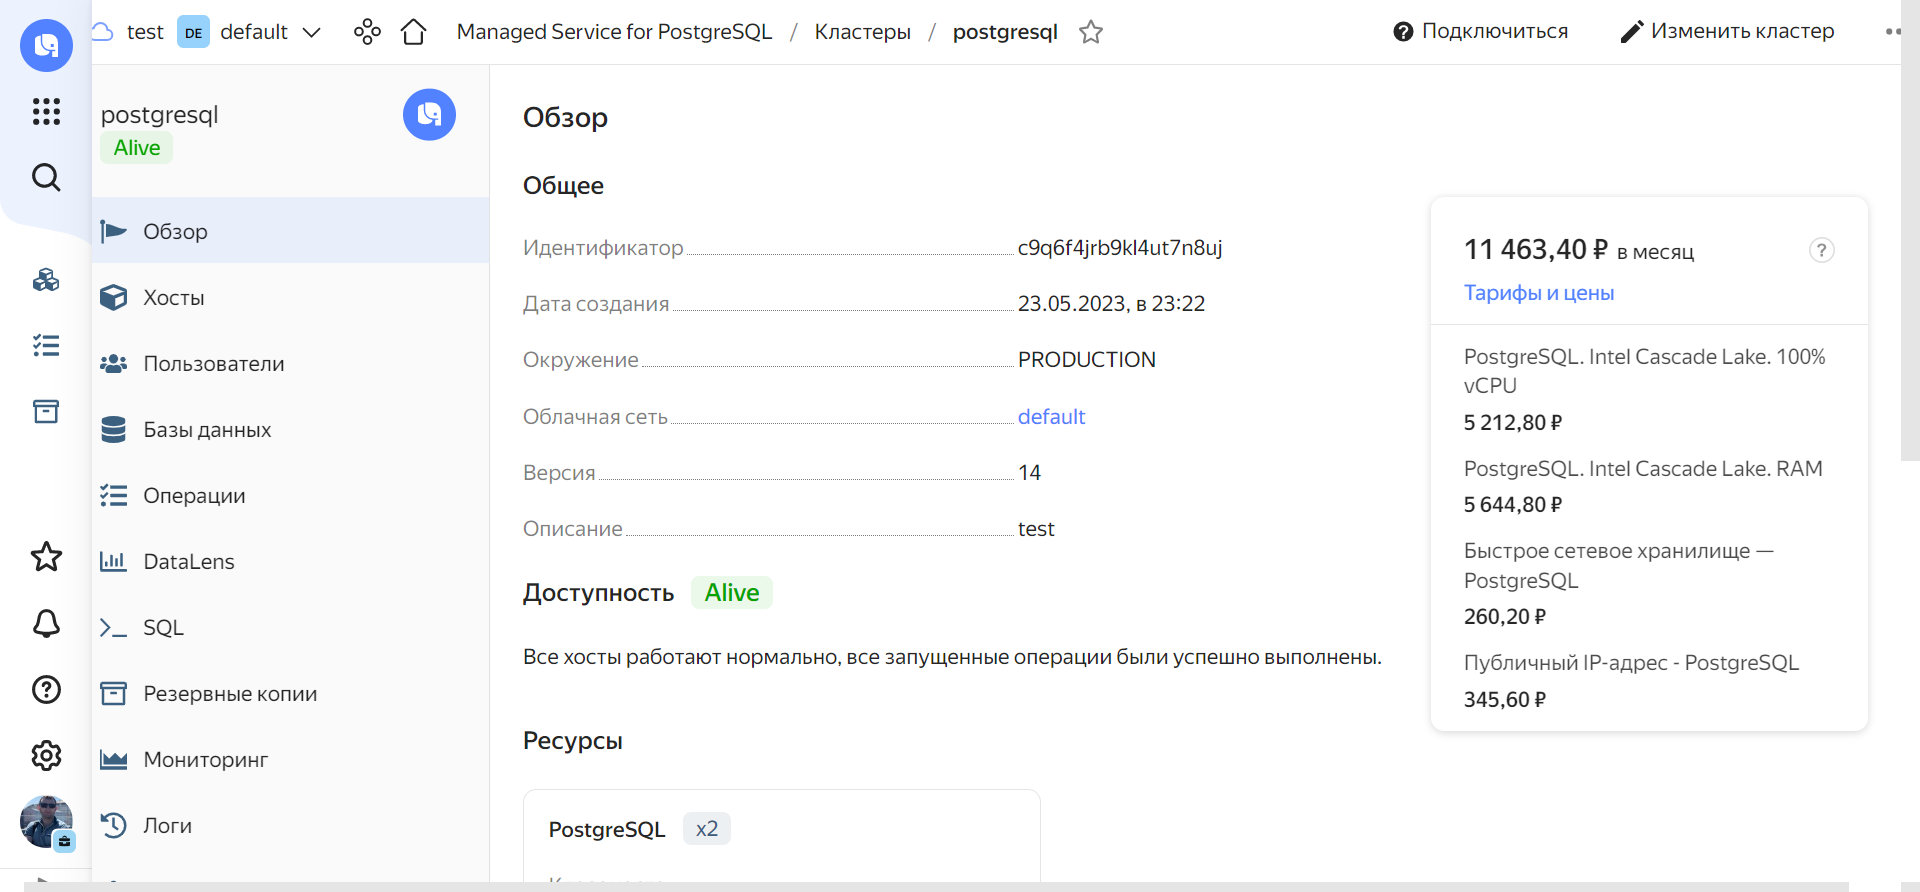 test DE default Managed Service for PostgreSQL / Кластеры / postgresql Подключиться Изменить кластер
postgresql
Alive
Обзор
Хосты
Пользователи
Базы данных
Операции
DataLens
SQL
Резервные копии
Мониторинг
Логи
Обзор
Общее
Идентификатор c9q6f4jrb9kl4ut7n8uj
Дата создания 23.05.2023, в 23:22
Окружение PRODUCTION
Облачная сеть default
Версия 14
Описание test
Доступность Alive
Все хосты работают нормально, все запущенные операции были успешно выполнены.
Ресурсы
PostgreSQL x2
11 463,40 ₽ в месяц ?
Тарифы и цены
PostgreSQL. Intel Cascade Lake. 100%
vCPU
5 212,80 ₽
PostgreSQL. Intel Cascade Lake. RAM
5 644,80 ₽
Быстрое сетевое хранилище —
PostgreSQL
260,20 ₽
Публичный IP-адрес - PostgreSQL
345,60 ₽